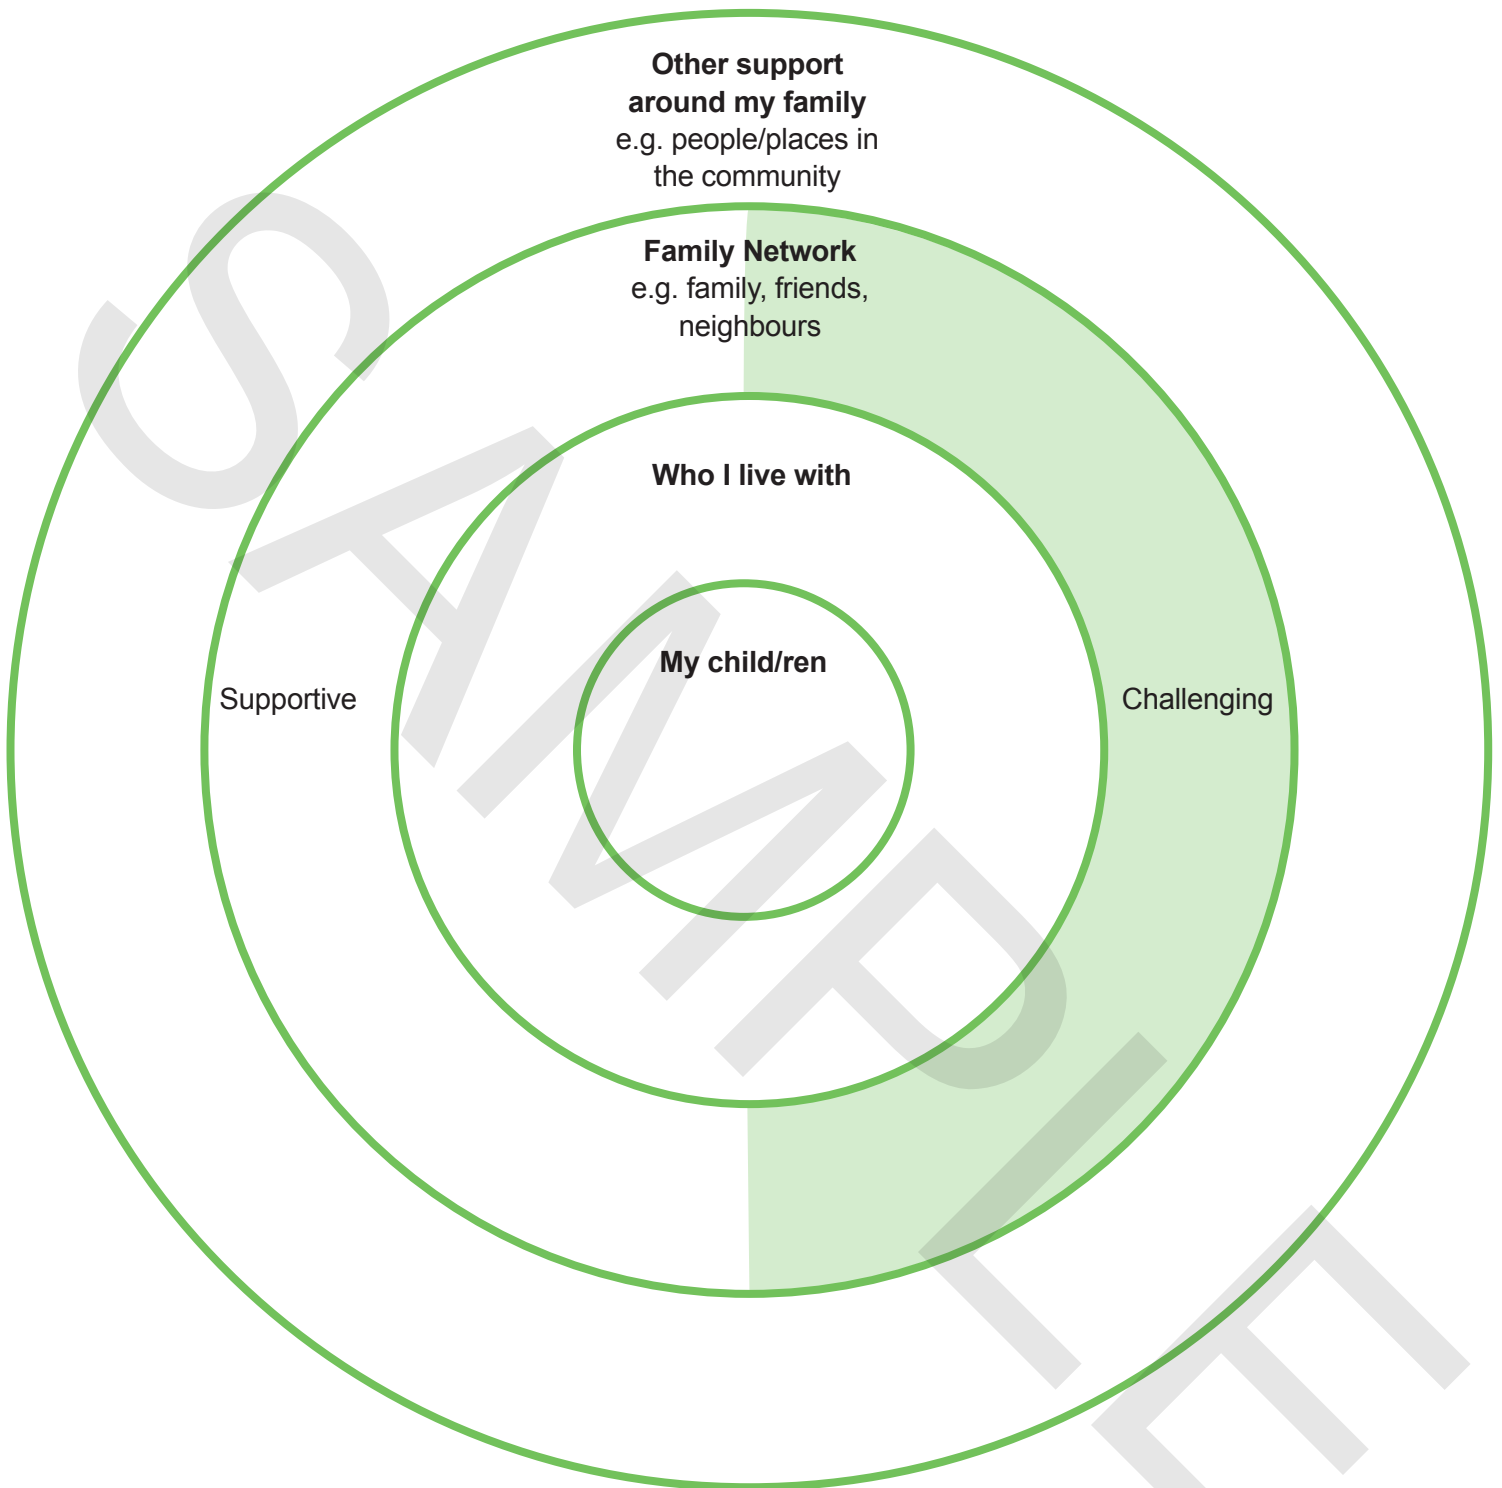 Other support
around my family
e.g. people/places in
the community
Family Network
e.g. family, friends,
neighbours
Who I live with
My child/ren
Supportive
Challenging
SAMPLE